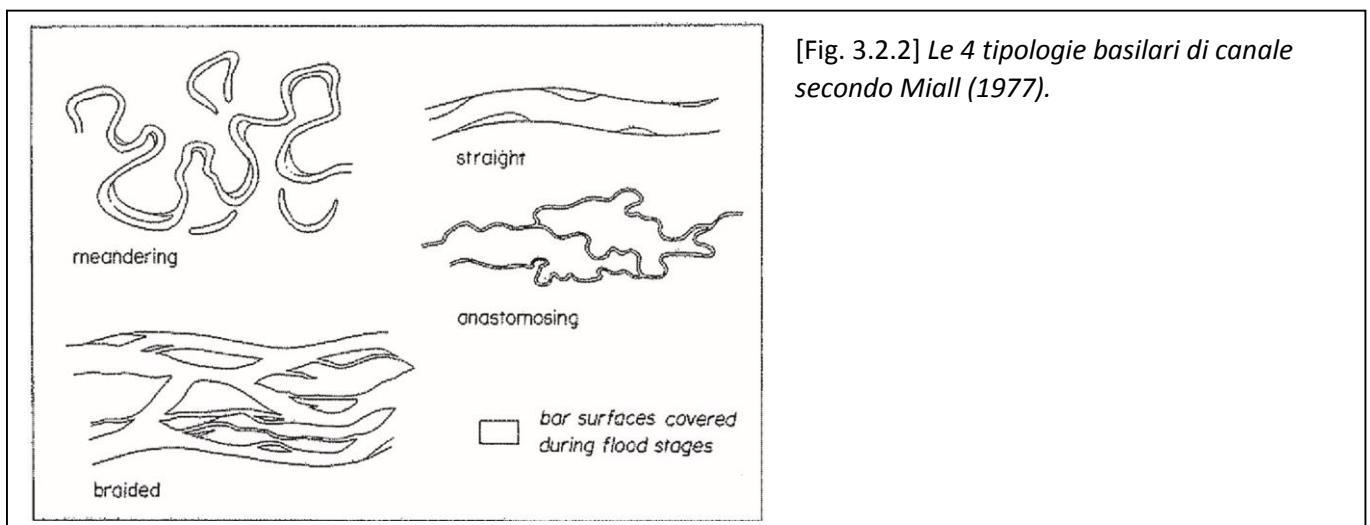 [Fig. 3.2.2] Le 4 tipologie basilari di canale
secondo Miall (1977).
meandering
straight
anastomosing
braided
bar surfaces covered
during flood stages